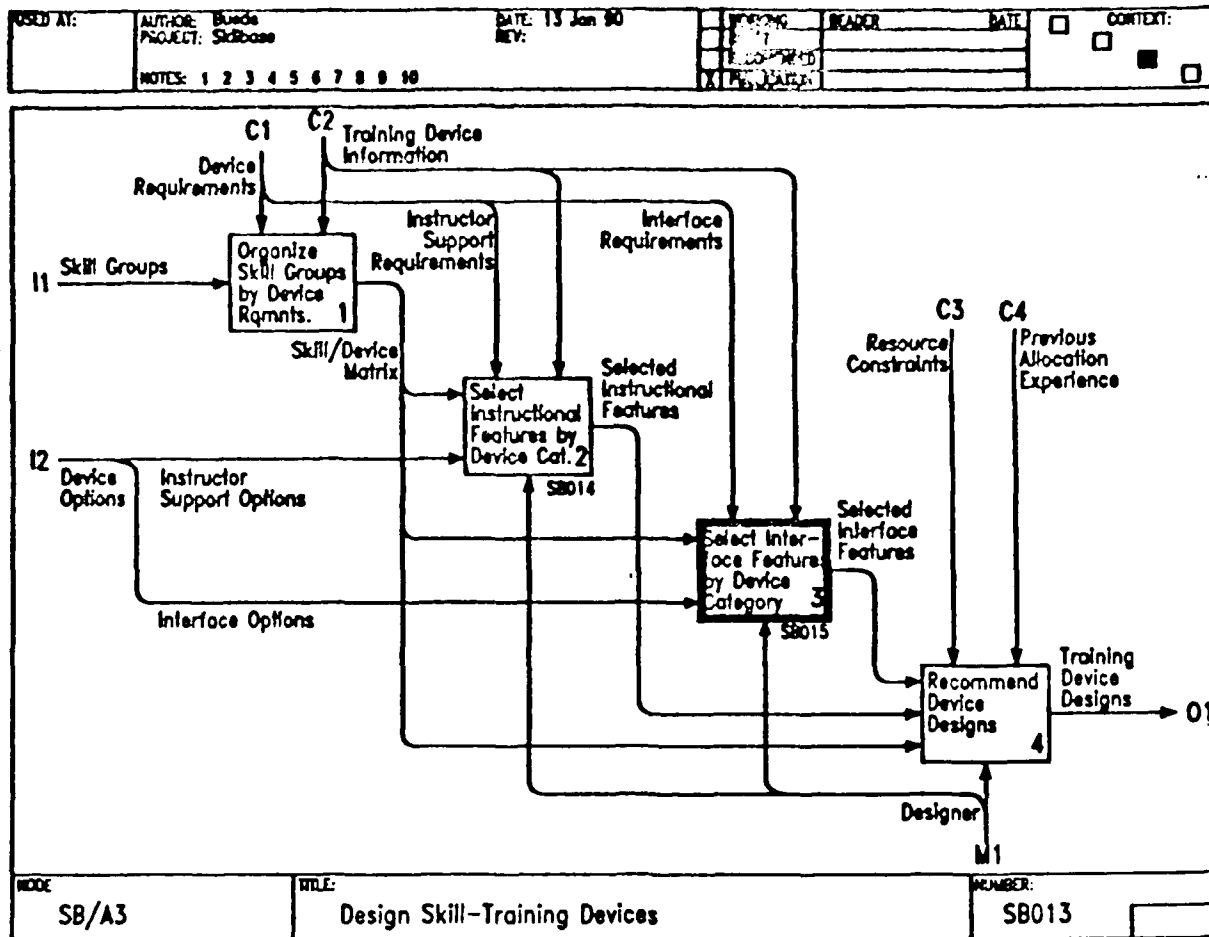 USED AT:
AUTHOR: Buede
PROJECT: Skillbase
DATE: 13 Jan 90
REV:
NOTES: 1 2 3 4 5 6 7 8 9 10
WORKING
READER
DATE
CONTEXT:
X
C1
C2
Training Device
Information
Device
Requirements
Instructor
Support
Requirements
Interface
Requirements
I1
Skill Groups
Organize
Skill Groups
by Device
Rqmnts. 1
Skill/Device
Matrix
Select
Instructional
Features by
Device Cat. 2
SB014
Selected
Instructional
Features
C3
C4
Resource
Constraints
Previous
Allocation
Experience
I2
Device
Options
Instructor
Support Options
Interface Options
Select Inter-
face Features
by Device
Category 3
SB015
Selected
Interface
Features
Recommend
Device
Designs
4
Training
Device
Designs
O1
Designer
M1
NODE
SB/A3
TITLE:
Design Skill-Training Devices
NUMBER:
SB013